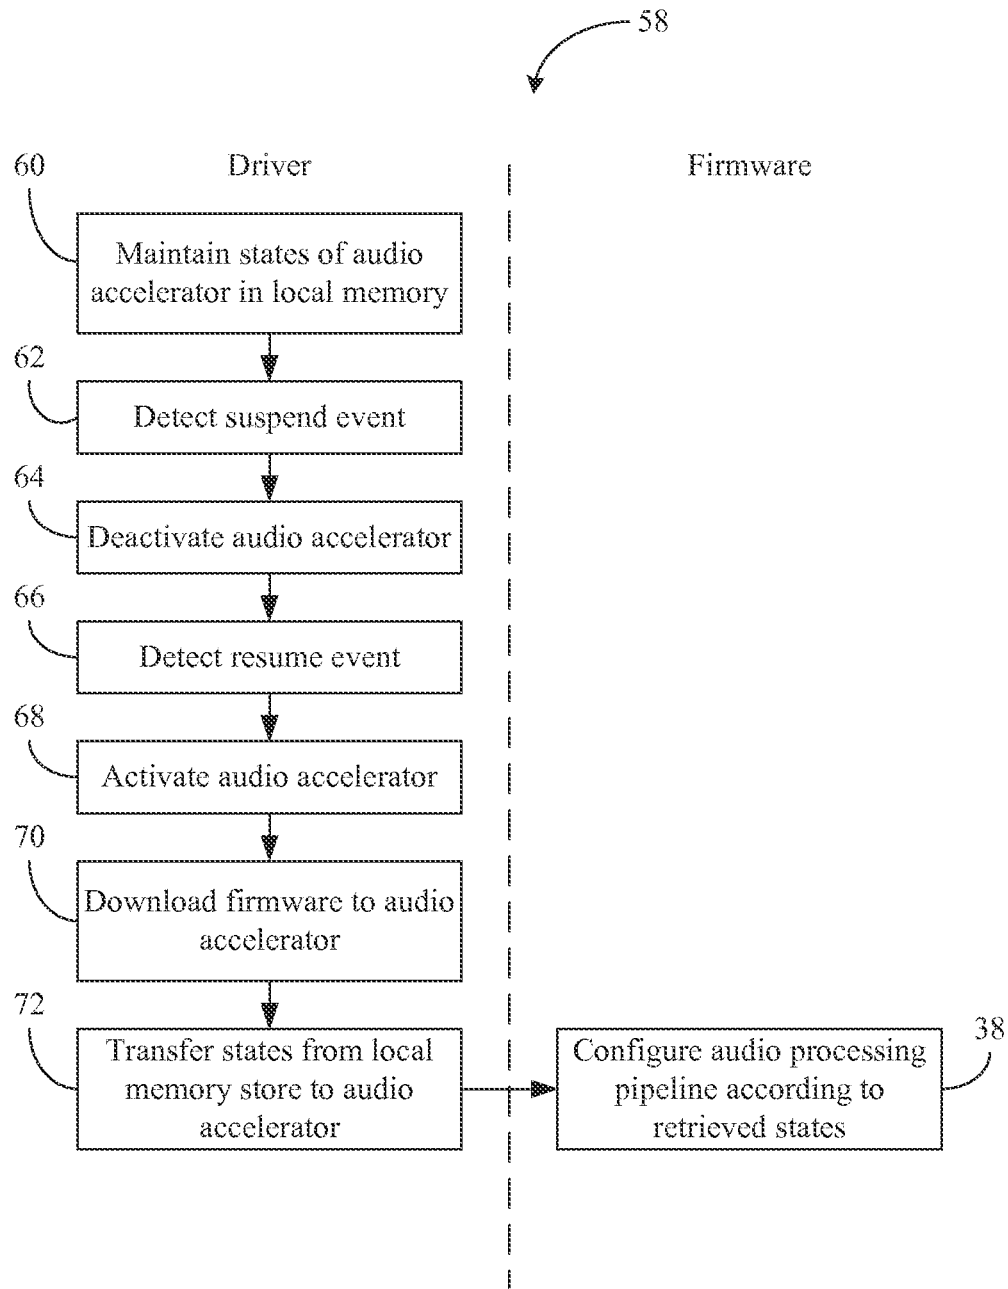 58
Driver
Firmware
60
Maintain states of audio
accelerator in local memory
62
Detect suspend event
64
Deactivate audio accelerator
66
Detect resume event
68
Activate audio accelerator
70
Download firmware to audio
accelerator
72
Transfer states from local
memory store to audio
accelerator
38
Configure audio processing
pipeline according to
retrieved states